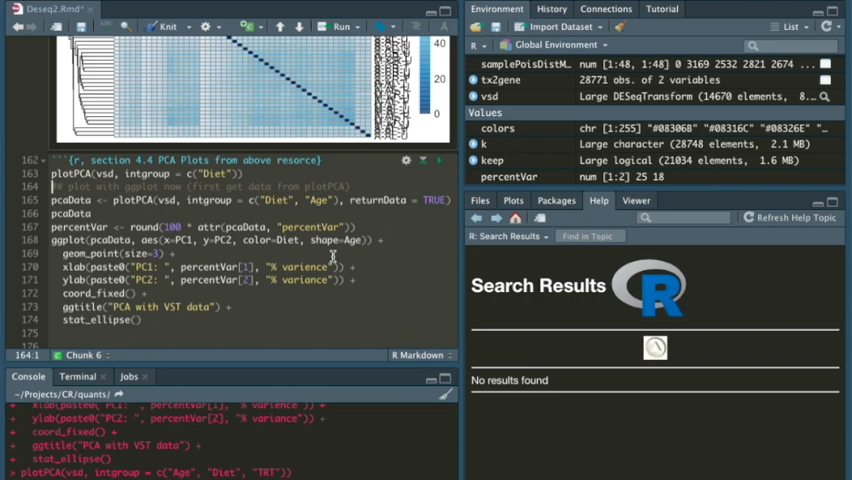 Deseq2.Rmd*
Knit
Run
40
20
0
162 ```{r, section 4.4 PCA Plots from above resorce}
163 plotPCA(vsd, intgroup = c("Diet"))
164 ## plot with ggplot now (first get data from plotPCA)
165 pcaData <- plotPCA(vsd, intgroup = c("Diet", "Age"), returnData = TRUE)
166 pcaData
167 percentVar <- round(100 * attr(pcaData, "percentVar"))
168 ggplot(pcaData, aes(x=PC1, y=PC2, color=Diet, shape=Age)) +
169 geom_point(size=3) +
170 xlab(paste0("PC1: ", percentVar[1], "% varience")) +
171 ylab(paste0("PC2: ", percentVar[2], "% variance")) +
172 coord_fixed() +
173 ggtitle("PCA with VST data") +
174 stat_ellipse()
175
176
164:1 Chunk 6 R Markdown
Console Terminal Jobs
~/Projects/CR/quants/
+ xlab(paste0("PC1: ", percentVar[1], "% varience")) +
+ ylab(paste0("PC2: ", percentVar[2], "% variance")) +
+ coord_fixed() +
+ ggtitle("PCA with VST data") +
+ stat_ellipse()
> plotPCA(vsd, intgroup = c("Age", "Diet", "TRT"))
Environment History Connections Tutorial
Import Dataset List
R Global Environment
samplePoisDistM… num [1:48, 1:48] 0 3169 2532 2821 2674 ...
tx2gene 28771 obs. of 2 variables
vsd Large DESeqTransform (14670 elements, 8...
Values
colors chr [1:255] "#08306B" "#08316C" "#08326E" "…
k Large character (28748 elements, 2.1 MB)
keep Large logical (21034 elements, 1.6 MB)
percentVar num [1:2] 25 18
Files Plots Packages Help Viewer
Refresh Help Topic
R: Search Results Find in Topic
Search Results R
No results found